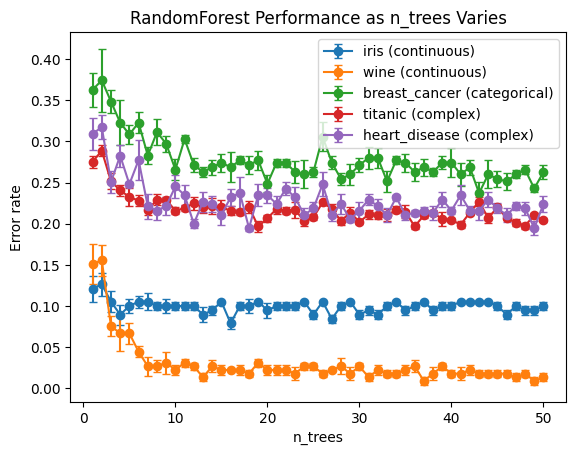 RandomForest Performance as n_trees Varies
iris (continuous)
wine (continuous)
breast_cancer (categorical)
titanic (complex)
heart_disease (complex)
Error rate
0.40
0.35
0.30
0.25
0.20
0.15
0.10
0.05
0.00
0
10
20
30
40
50
n_trees